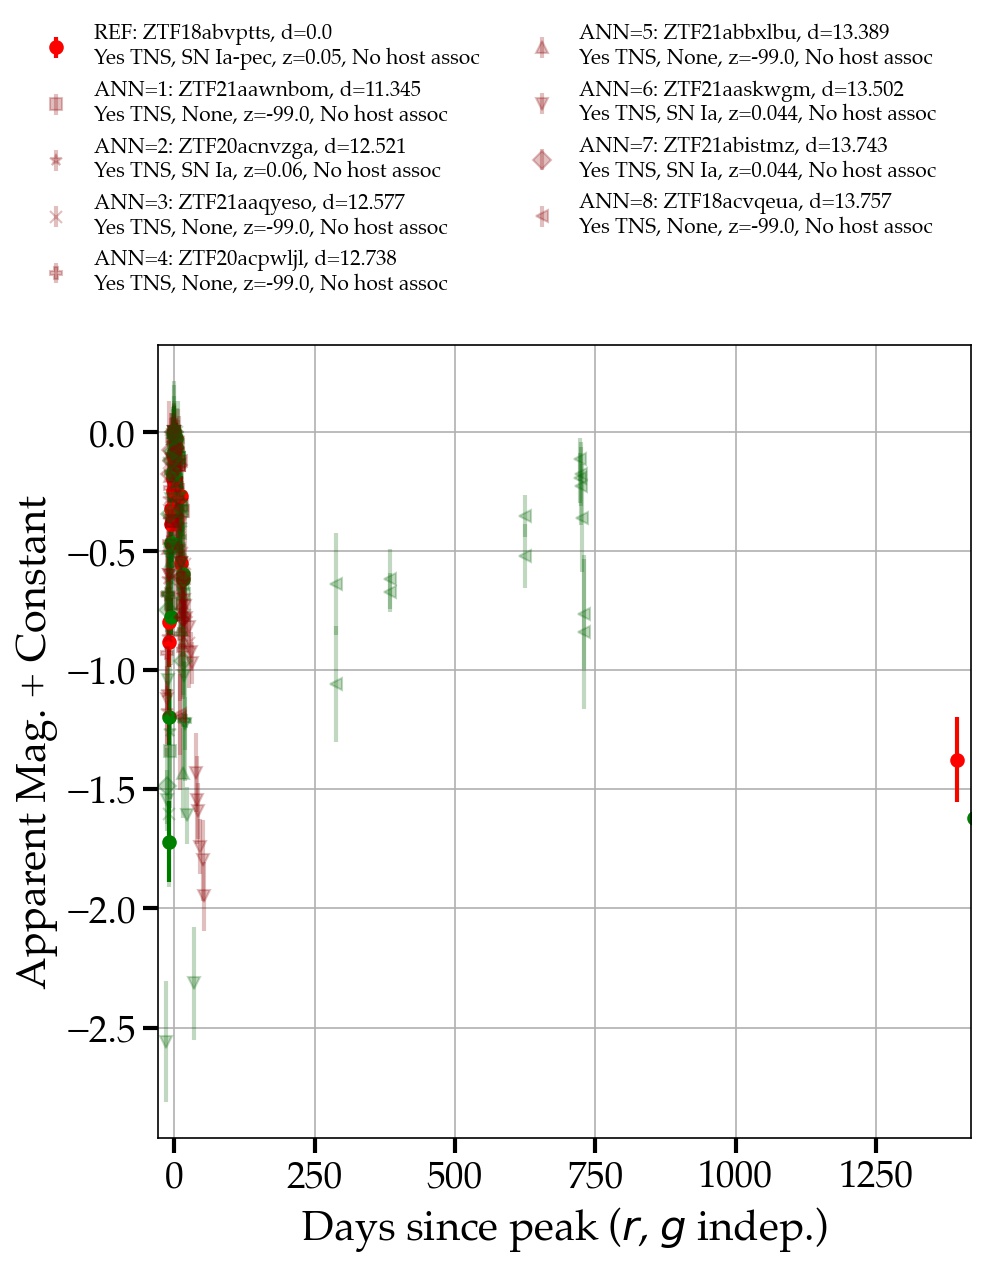 REF: ZTF18abvptts, d=0.0
Yes TNS, SN Ia-pec, z=0.05, No host assoc
ANN=1: ZTF21aawnbom, d=11.345
Yes TNS, None, z=-99.0, No host assoc
ANN=2: ZTF20acnvzga, d=12.521
Yes TNS, SN Ia, z=0.06, No host assoc
ANN=3: ZTF21aaqyeso, d=12.577
Yes TNS, None, z=-99.0, No host assoc
ANN=4: ZTF20acpwljl, d=12.738
Yes TNS, None, z=-99.0, No host assoc
ANN=5: ZTF21abbxlbu, d=13.389
Yes TNS, None, z=-99.0, No host assoc
ANN=6: ZTF21aaskwgm, d=13.502
Yes TNS, SN Ia, z=0.044, No host assoc
ANN=7: ZTF21abistmz, d=13.743
Yes TNS, SN Ia, z=0.044, No host assoc
ANN=8: ZTF18acvqeua, d=13.757
Yes TNS, None, z=-99.0, No host assoc
Apparent Mag. + Constant
0.0
−0.5
−1.0
−1.5
−2.0
−2.5
0 250 500 750 1000 1250
Days since peak (r, g indep.)